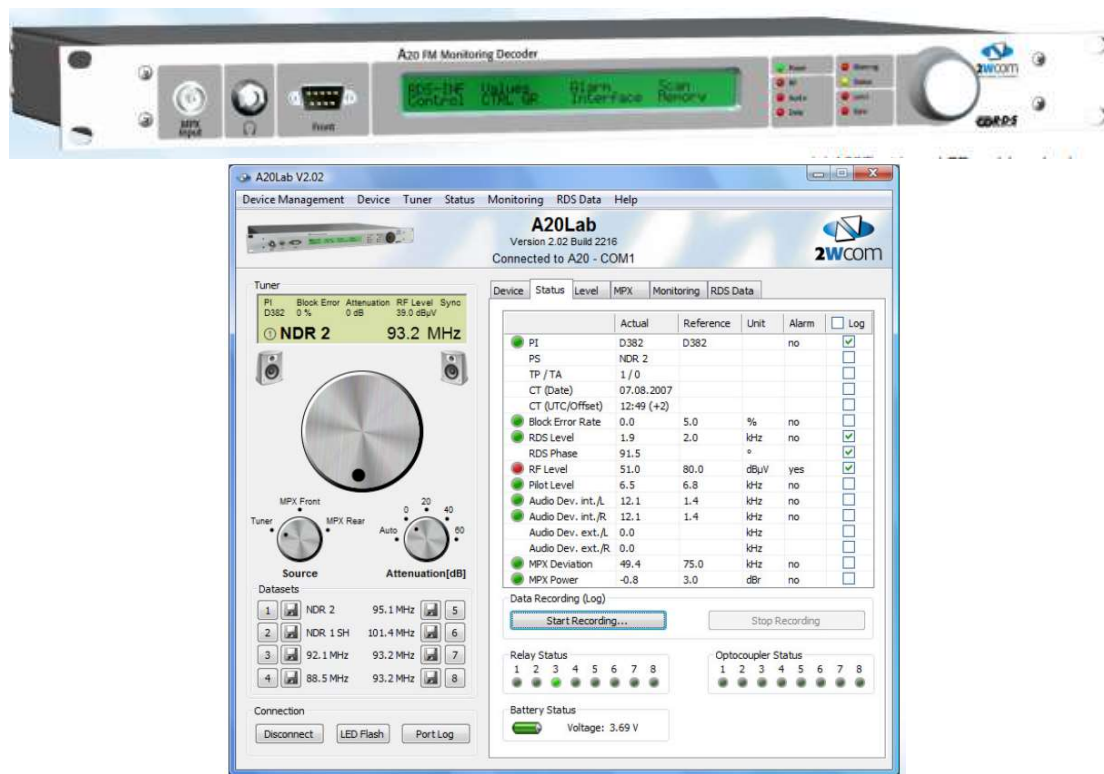 A20 FM Monitoring Decoder
2wcom
MPX Input
Front
RDS-INF Values Alarm Scan
Control CTRL GR Interface Memory
A20Lab V2.02
Device Management Device Tuner Status Monitoring RDS Data Help
A20Lab
Version 2.02 Build 2216
Connected to A20 - COM1
2wcom
Tuner
PI Block Error Attenuation RF Level Sync
D382 0 % 0 dB 39.0 dBµV
① NDR 2 93.2 MHz
MPX Front
Tuner
MPX Rear
Source
0 20 40
Auto 60
Attenuation[dB]
Datasets
1 NDR 2 95.1 MHz 5
2 NDR 1 SH 101.4 MHz 6
3 92.1 MHz 93.2 MHz 7
4 88.5 MHz 93.2 MHz 8
Connection
Disconnect LED Flash Port Log
Device Status Level MPX Monitoring RDS Data
Actual Reference Unit Alarm Log
PI D382 D382 no
PS NDR 2
TP / TA 1 / 0
CT (Date) 07.08.2007
CT (UTC/Offset) 12:49 (+2)
Block Error Rate 0.0 5.0 % no
RDS Level 1.9 2.0 kHz no
RDS Phase 91.5 °
RF Level 51.0 80.0 dBµV yes
Pilot Level 6.5 6.8 kHz no
Audio Dev. int./L 12.1 1.4 kHz no
Audio Dev. int./R 12.1 1.4 kHz no
Audio Dev. ext./L 0.0 kHz
Audio Dev. ext./R 0.0 kHz
MPX Deviation 49.4 75.0 kHz no
MPX Power -0.8 3.0 dBr no
Data Recording (Log)
Start Recording... Stop Recording
Relay Status
1 2 3 4 5 6 7 8
Optocoupler Status
1 2 3 4 5 6 7 8
Battery Status
Voltage: 3.69 V